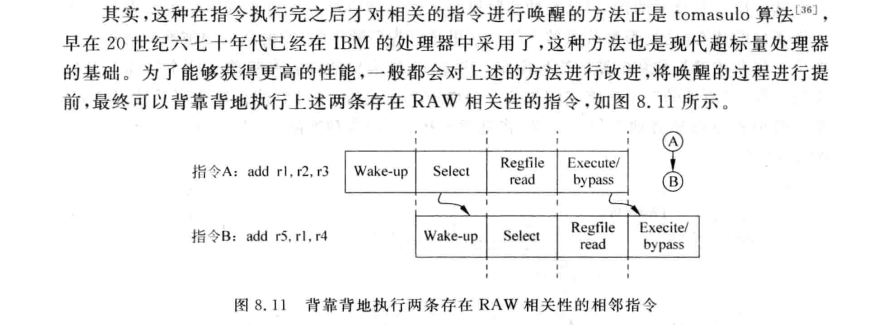 其实,这种在指令执行完之后才对相关的指令进行唤醒的方法正是 tomasulo 算法[36],
早在 20 世纪六七十年代已经在 IBM 的处理器中采用了,这种方法也是现代超标量处理器
的基础。为了能够获得更高的性能,一般都会对上述的方法进行改进,将唤醒的过程进行提
前,最终可以背靠背地执行上述两条存在 RAW 相关性的指令,如图 8.11 所示。
指令A: add r1, r2, r3
Wake-up
Select
Regfile
read
Execute/
bypass
A
B
指令B: add r5, r1, r4
Wake-up
Select
Regfile
read
Execite/
bypass
图 8.11 背靠背地执行两条存在 RAW 相关性的相邻指令